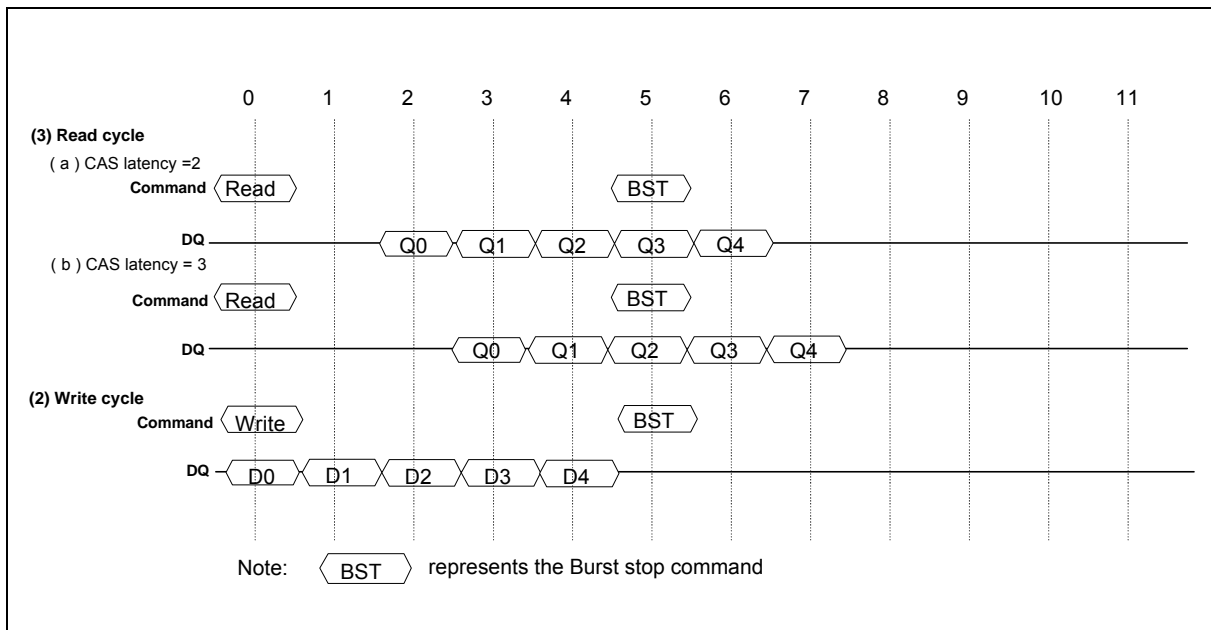 0 1 2 3 4 5 6 7 8 9 10 11
(3) Read cycle
( a ) CAS latency =2
Command Read BST
DQ Q0 Q1 Q2 Q3 Q4
( b ) CAS latency = 3
Command Read BST
DQ Q0 Q1 Q2 Q3 Q4
(2) Write cycle
Command Write BST
DQ D0 D1 D2 D3 D4
Note: BST represents the Burst stop command